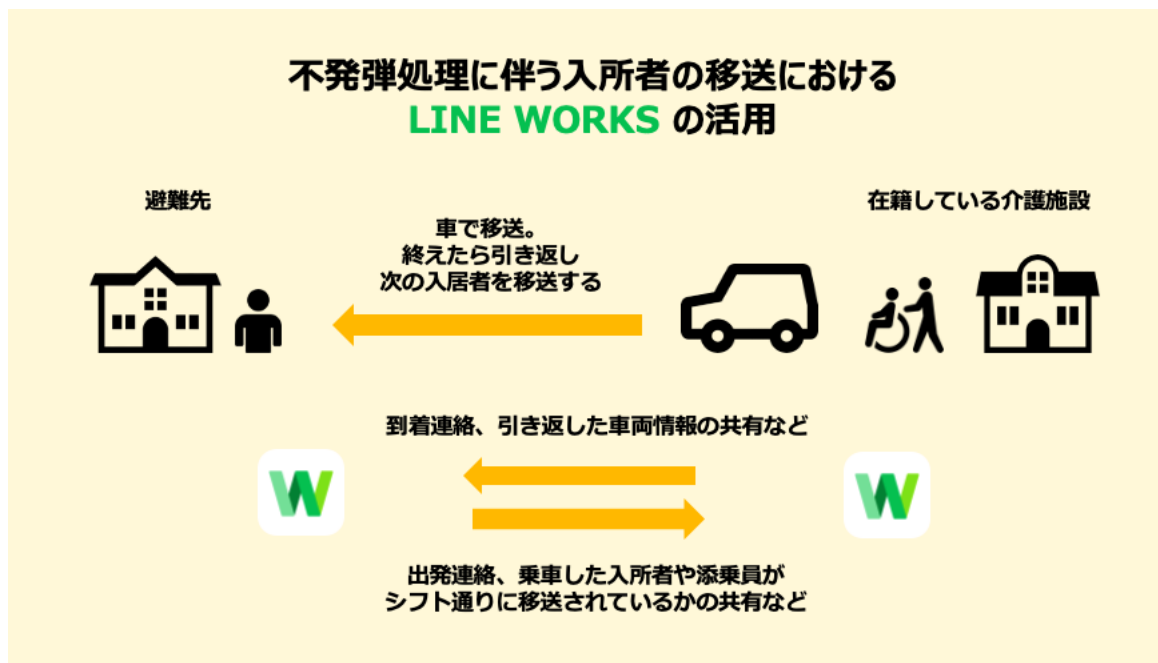 不発弾処理に伴う入所者の移送における
LINE WORKS の活用
避難先
在籍している介護施設
車で移送。
終えたら引き返し
次の入居者を移送する
到着連絡、引き返した車両情報の共有など
出発連絡、乗車した入所者や添乗員が
シフト通りに移送されているかの共有など